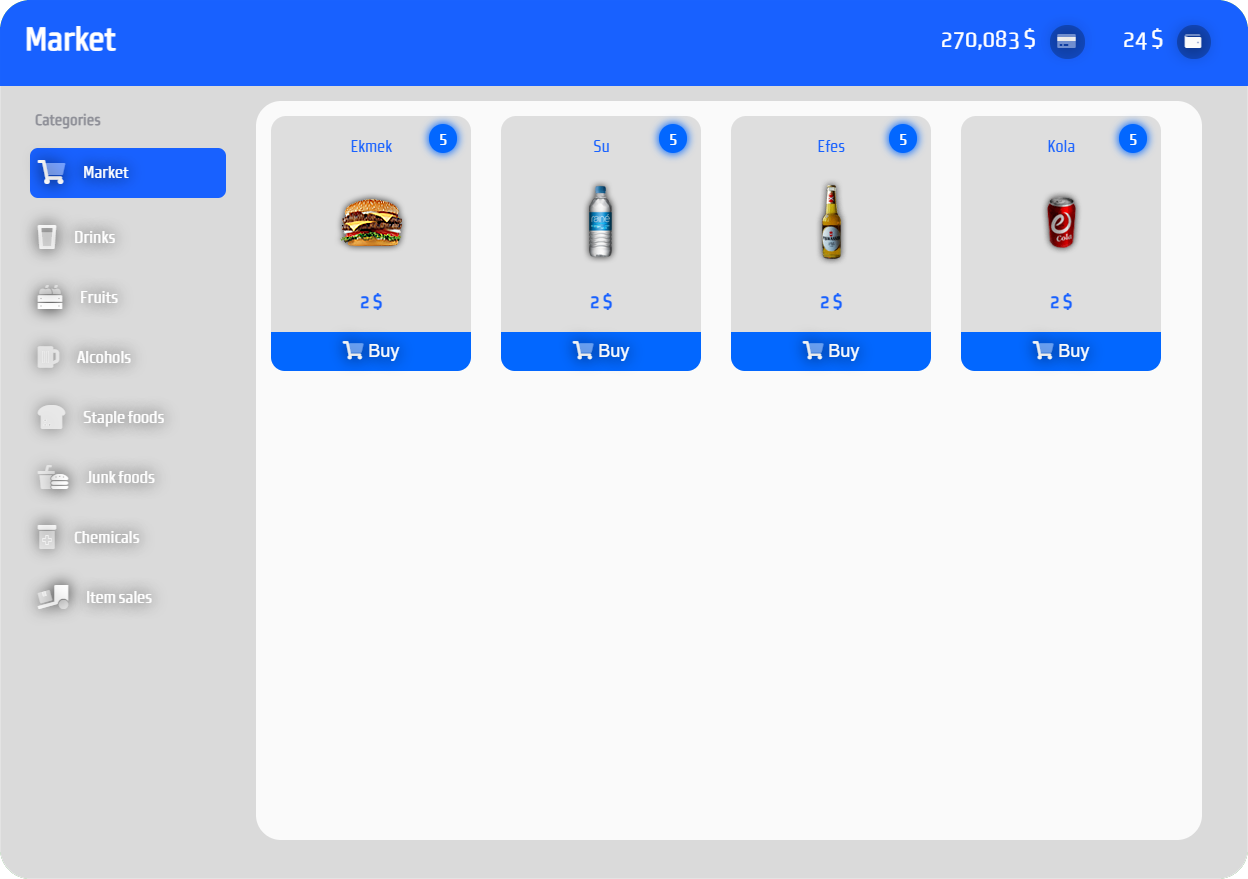 Market
270,083 $
24 $
Categories
Market
Drinks
Fruits
Alcohols
Staple foods
Junk foods
Chemicals
Item sales
Ekmek
5
2 $
Buy
Su
5
2 $
Buy
Efes
5
2 $
Buy
Kola
5
Cola
2 $
Buy